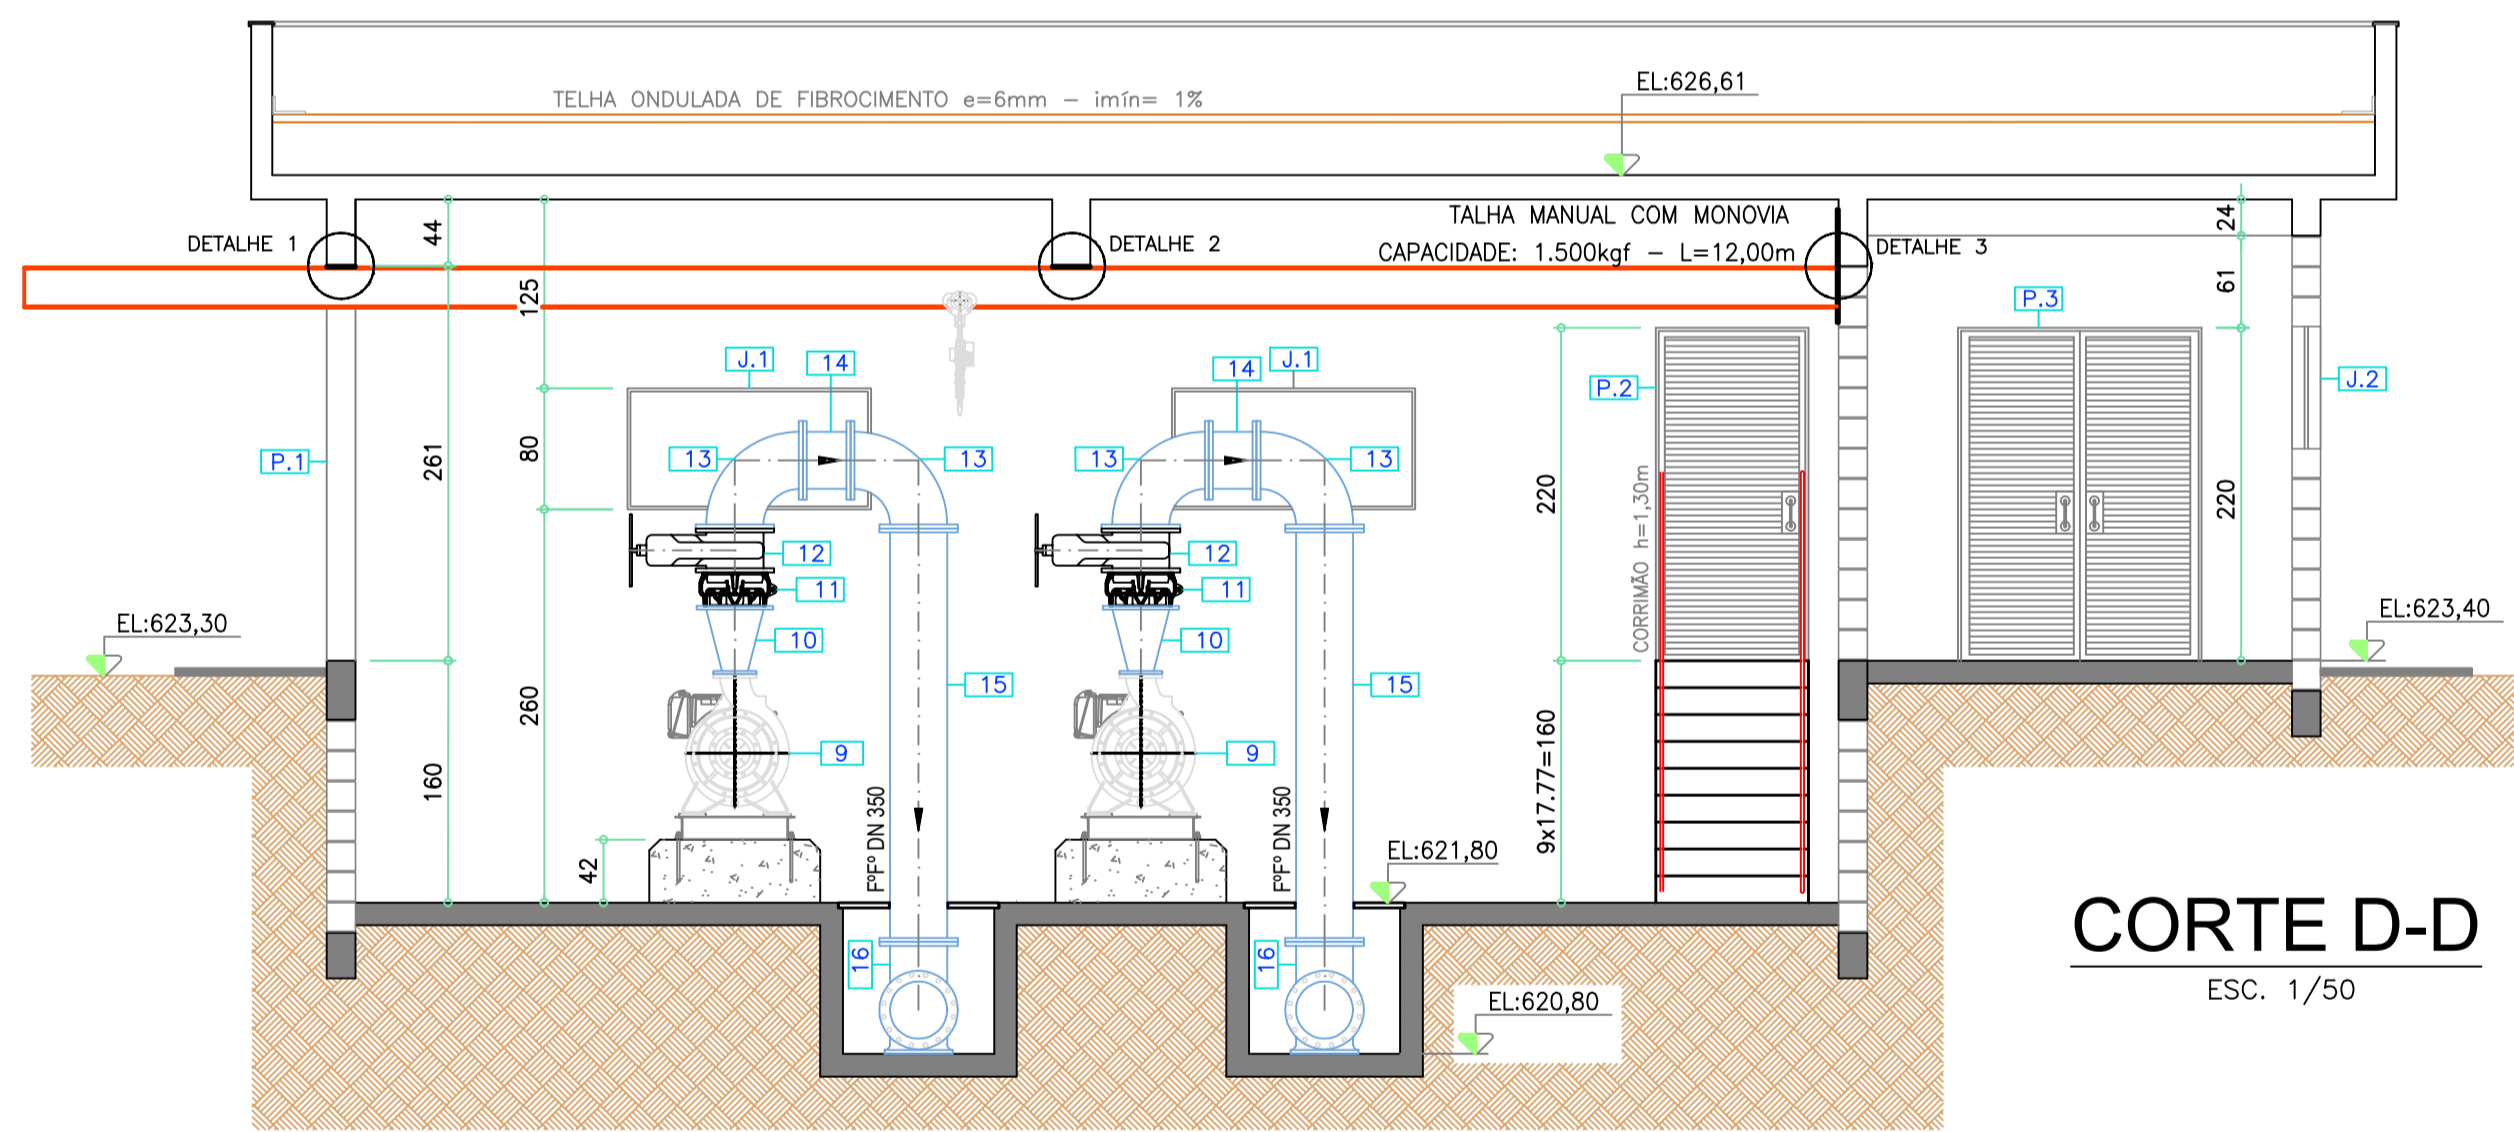 EL:626,61
TELHA ONDULADA DE FIBROCIMENTO e=6mm – imín= 1%
TALHA MANUAL COM MONOVIA
CAPACIDADE: 1.500kgf – L=12,00m
DETALHE 1
DETALHE 2
DETALHE 3
44
125
24
61
P.3
J.1
14
J.1
14
P.2
J.2
P.1
261
80
13
13
13
13
220
CORRIMÃO h=1,30m
220
12
12
11
11
EL:623,30
EL:623,40
10
10
15
15
260
160
9
9
9x17.77=160
42
FºFº DN 350
FºFº DN 350
EL:621,80
16
16
EL:620,80
CORTE D-D
ESC. 1/50